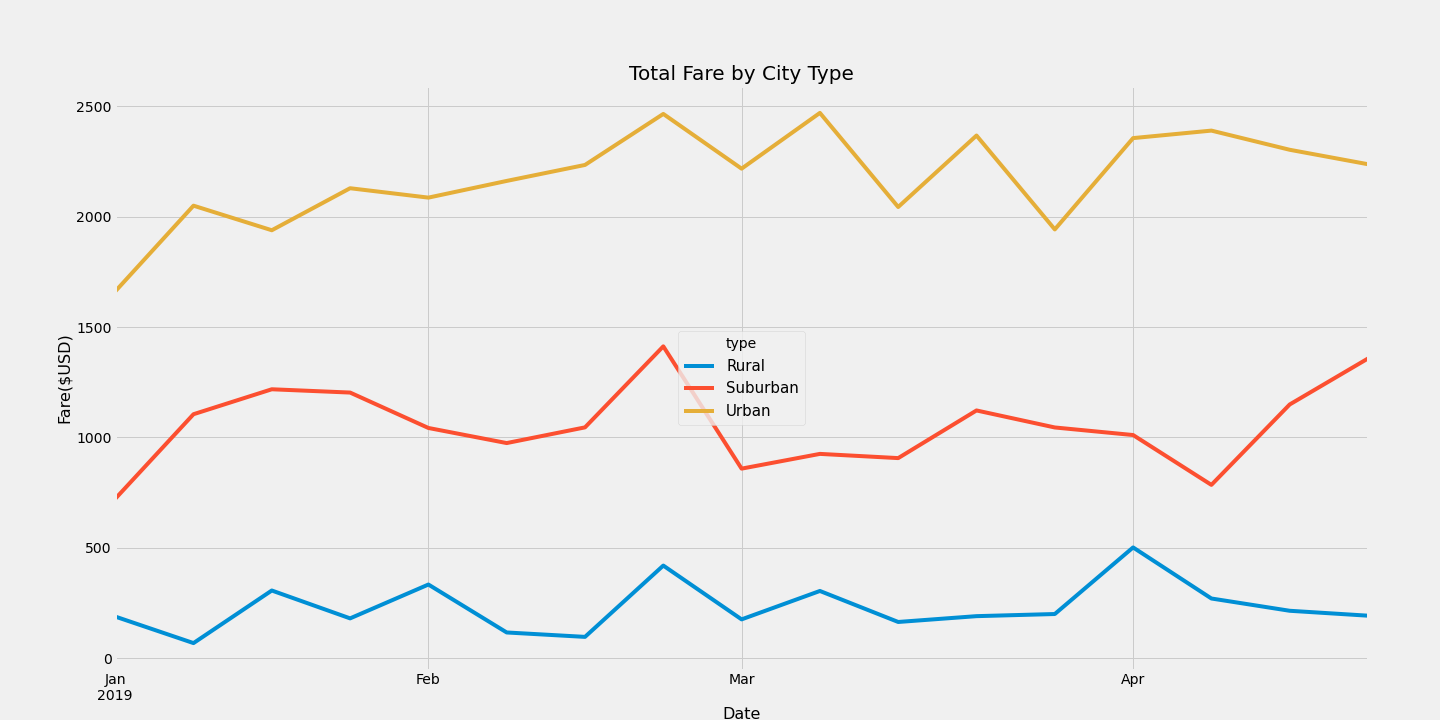 Total Fare by City Type
2500
2000
1500
1000
500
0
Fare($USD)
type
Rural
Suburban
Urban
Jan Feb Mar Apr
2019
Date